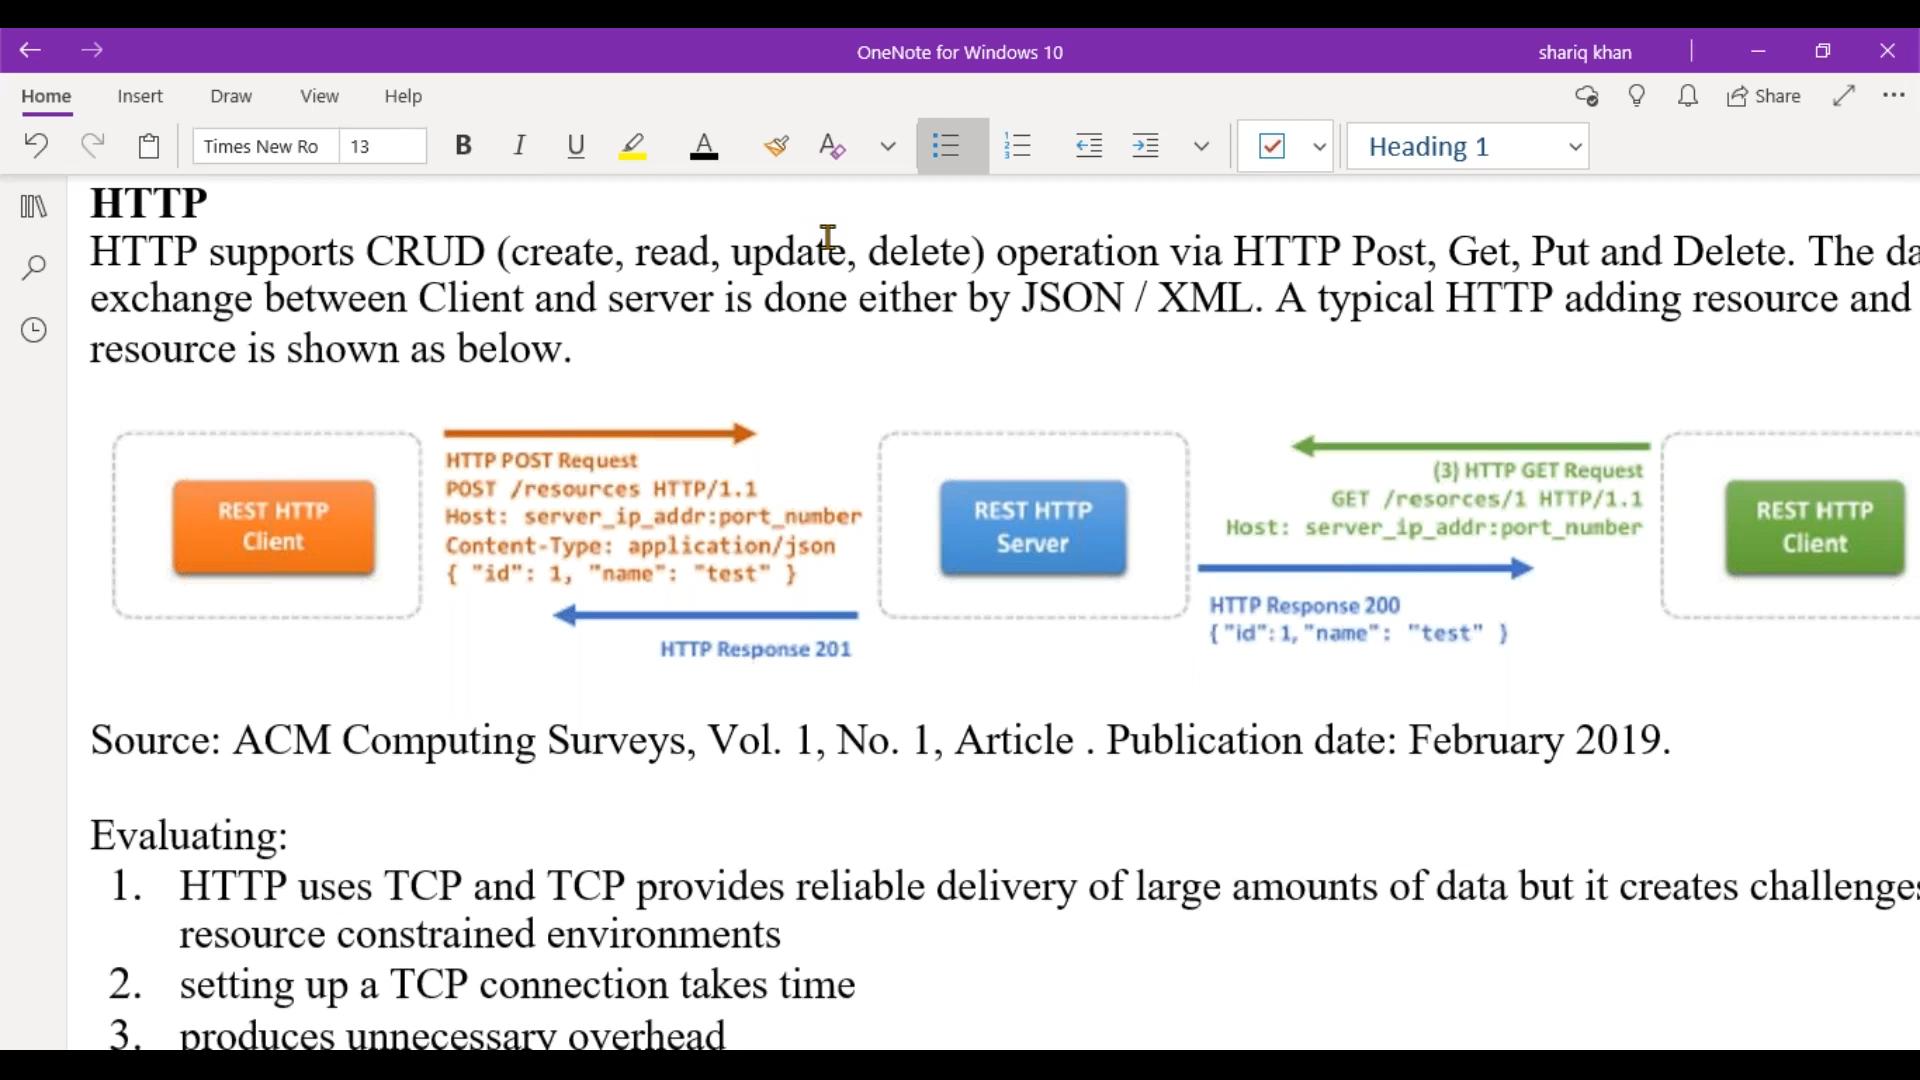 OneNote for Windows 10
shariq khan
Home Insert Draw View Help
Share
Times New Ro 13
B I U A A
Heading 1
HTTP
HTTP supports CRUD (create, read, update, delete) operation via HTTP Post, Get, Put and Delete. The da
exchange between Client and server is done either by JSON / XML. A typical HTTP adding resource and
resource is shown as below.
REST HTTP
Client
HTTP POST Request
POST /resources HTTP/1.1
Host: server_ip_addr:port_number
Content-Type: application/json
{ "id": 1, "name": "test" }
HTTP Response 201
REST HTTP
Server
(3) HTTP GET Request
GET /resorces/1 HTTP/1.1
Host: server_ip_addr:port_number
HTTP Response 200
{"id":1,"name": "test" }
REST HTTP
Client
Source: ACM Computing Surveys, Vol. 1, No. 1, Article . Publication date: February 2019.
Evaluating:
1. HTTP uses TCP and TCP provides reliable delivery of large amounts of data but it creates challenges
resource constrained environments
2. setting up a TCP connection takes time
3. produces unnecessary overhead